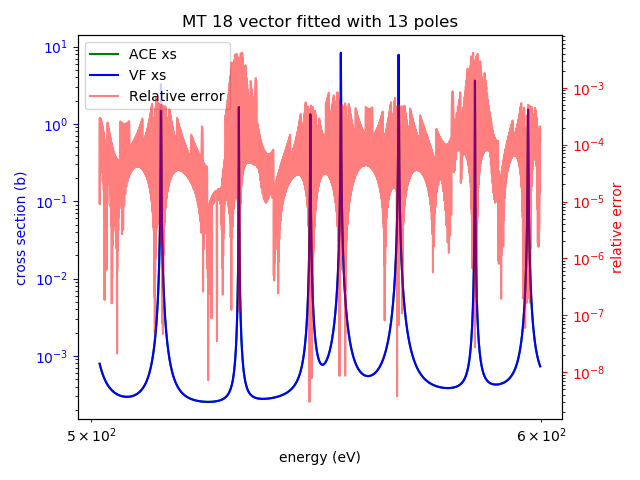 MT 18 vector fitted with 13 poles
ACE xs
VF xs
Relative error
cross section (b)
10¹
10⁰
10⁻¹
10⁻²
10⁻³
relative error
10⁻³
10⁻⁴
10⁻⁵
10⁻⁶
10⁻⁷
10⁻⁸
5 × 10²
6 × 10²
energy (eV)